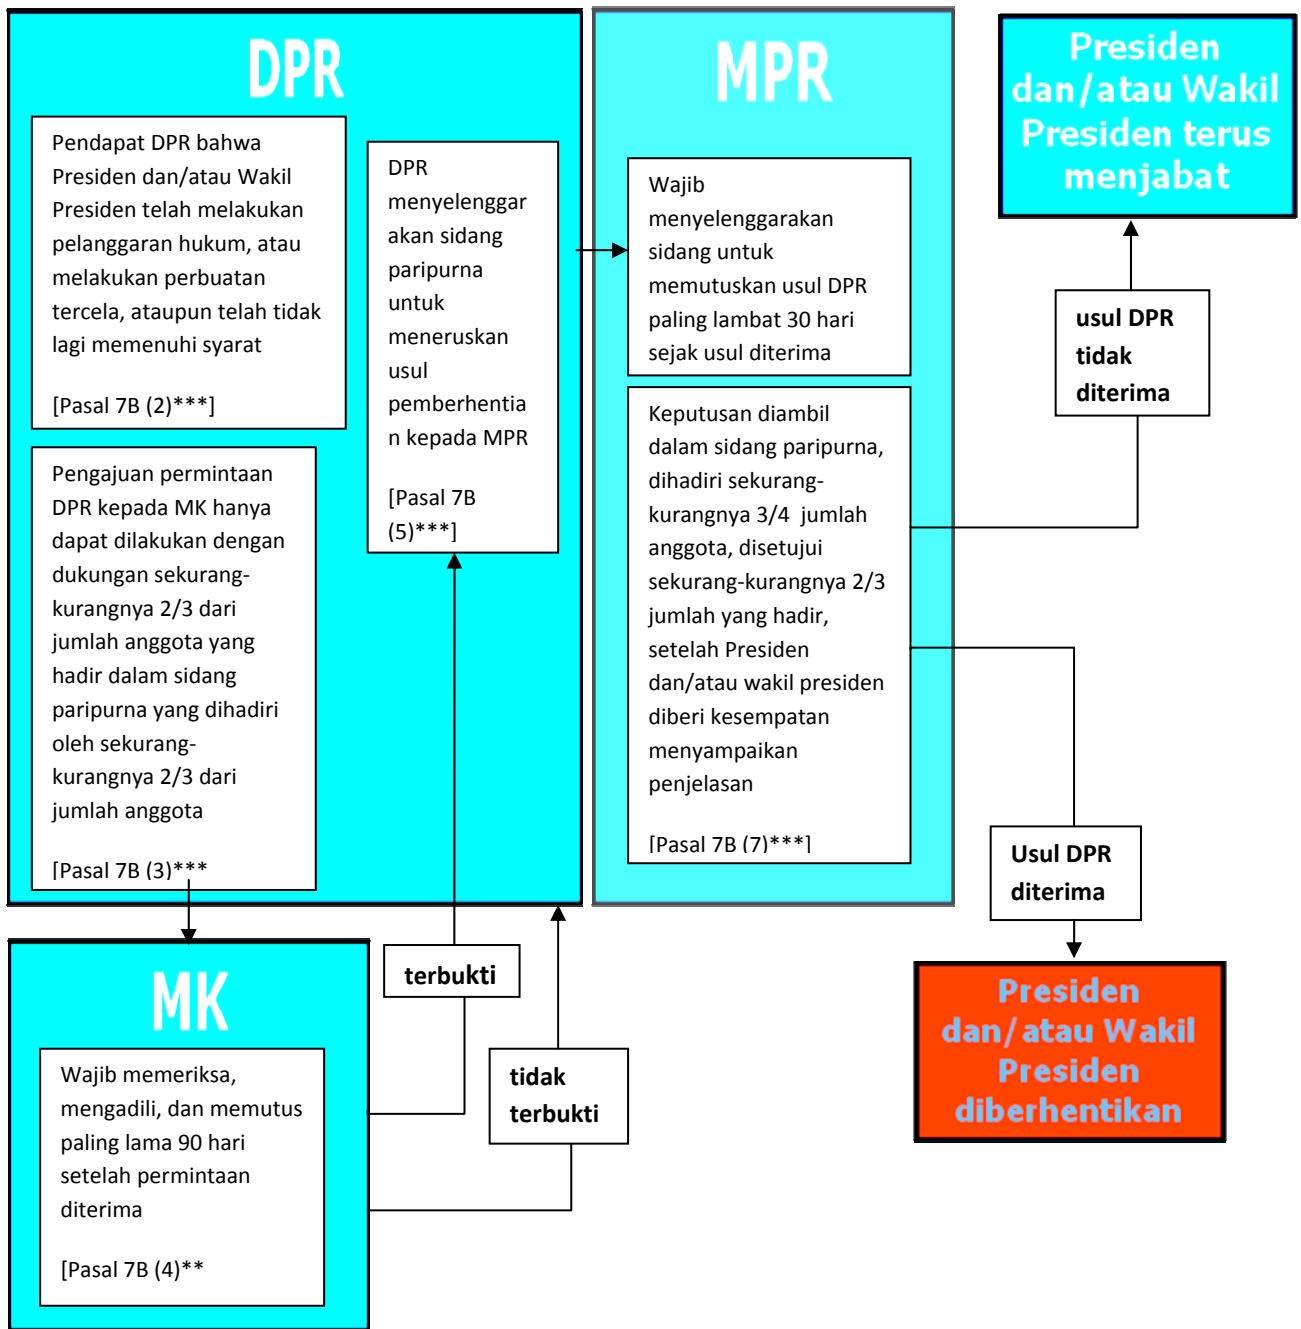 DPR
Pendapat DPR bahwa
Presiden dan/atau Wakil
Presiden telah melakukan
pelanggaran hukum, atau
melakukan perbuatan
tercela, ataupun telah tidak
lagi memenuhi syarat
[Pasal 7B (2)***]
Pengajuan permintaan
DPR kepada MK hanya
dapat dilakukan dengan
dukungan sekurang-
kurangnya 2/3 dari
jumlah anggota yang
hadir dalam sidang
paripurna yang dihadiri
oleh sekurang-
kurangnya 2/3 dari
jumlah anggota
[Pasal 7B (3)***
DPR
menyelenggar
akan sidang
paripurna
untuk
meneruskan
usul
pemberhentia
n kepada MPR
[Pasal 7B
(5)***]
MPR
Wajib
menyelenggarakan
sidang untuk
memutuskan usul DPR
paling lambat 30 hari
sejak usul diterima
Keputusan diambil
dalam sidang paripurna,
dihadiri sekurang-
kurangnya 3/4 jumlah
anggota, disetujui
sekurang-kurangnya 2/3
jumlah yang hadir,
setelah Presiden
dan/atau wakil presiden
diberi kesempatan
menyampaikan
penjelasan
[Pasal 7B (7)***]
Presiden
dan/atau Wakil
Presiden terus
menjabat
usul DPR
tidak
diterima
Usul DPR
diterima
Presiden
dan/atau Wakil
Presiden
diberhentikan
MK
Wajib memeriksa,
mengadili, dan memutus
paling lama 90 hari
setelah permintaan
diterima
[Pasal 7B (4)**
terbukti
tidak
terbukti